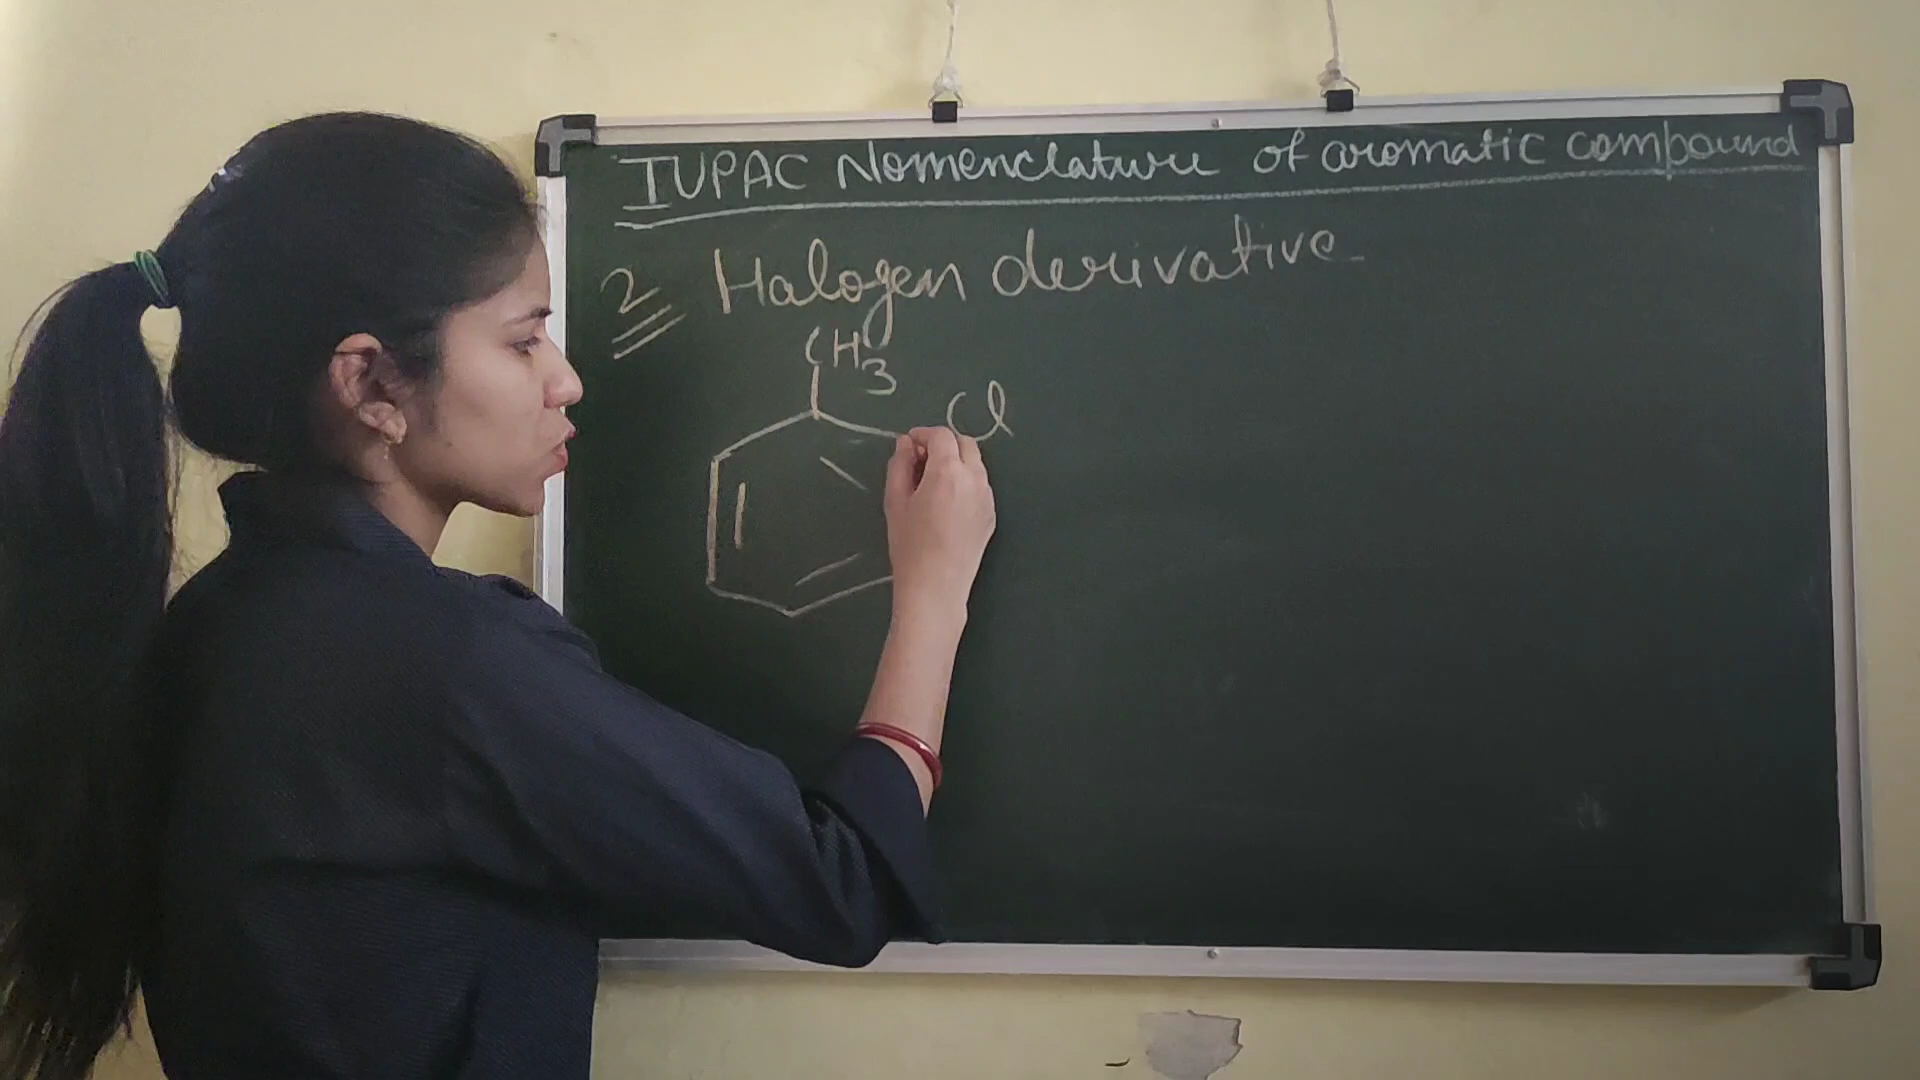 IUPAC Nomenclature of aromatic compound
2 Halogen derivative
CH3
Cl